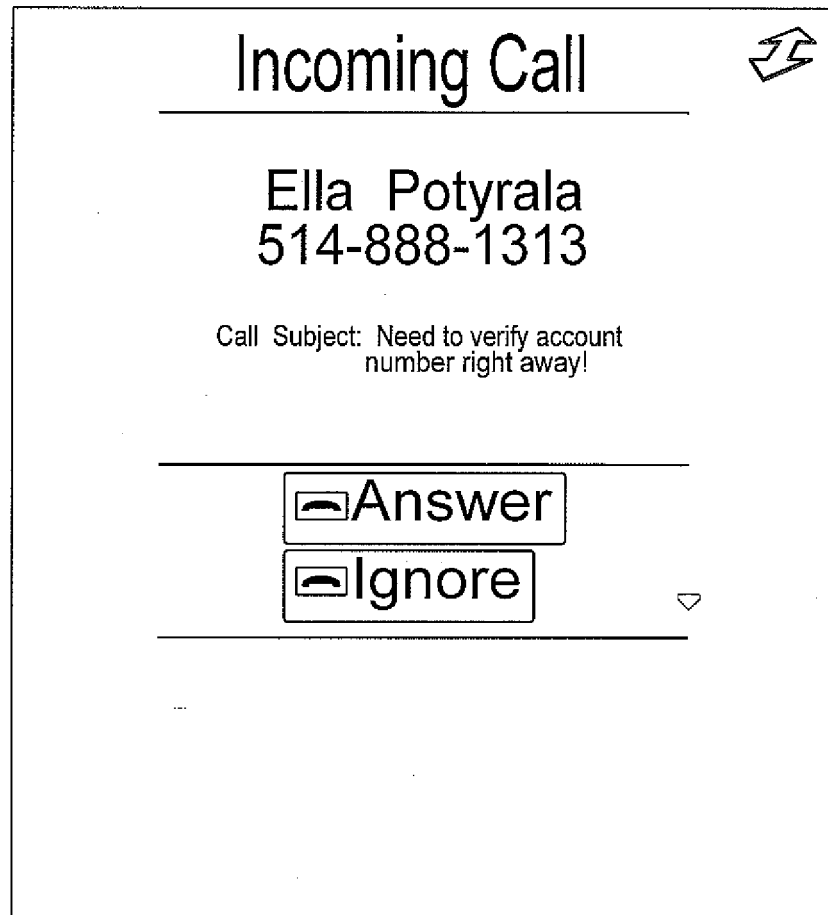 Incoming Call
Ella Potyrala
514-888-1313
Call Subject: Need to verify account
number right away!
Answer
Ignore